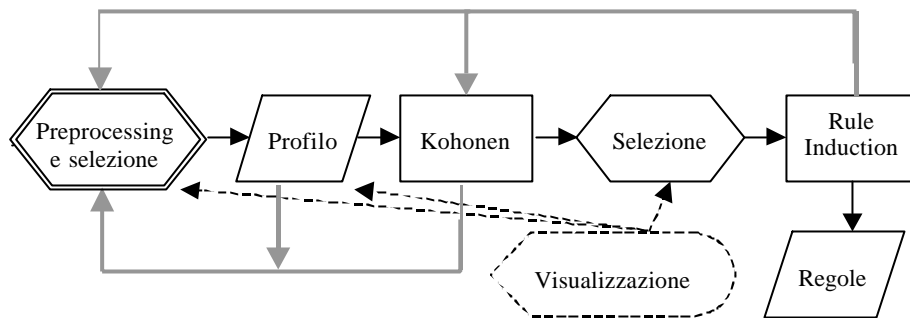 Preprocessing
e selezione
Profilo
Kohonen
Selezione
Rule
Induction
Visualizzazione
Regole